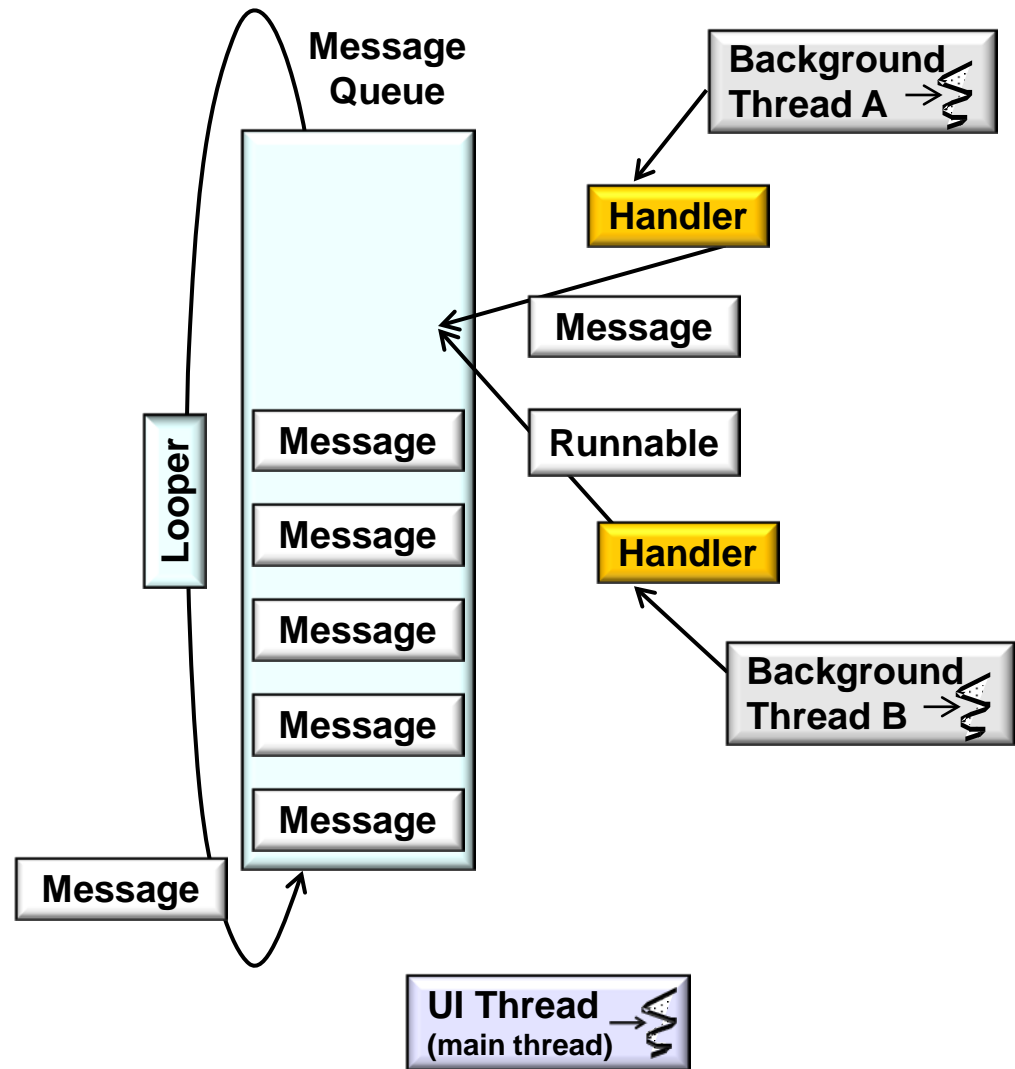 Message
Queue
Background
Thread A
Handler
Message
Runnable
Handler
Background
Thread B
Looper
Message
Message
Message
Message
Message
Message
UI Thread
(main thread)